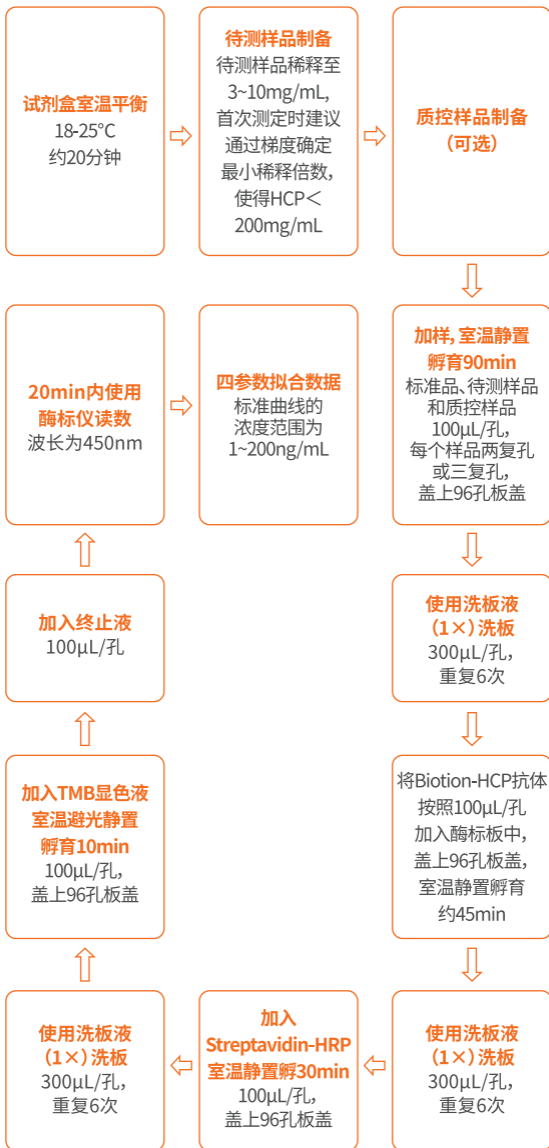 试剂盒室温平衡
18-25°C
约20分钟
待测样品制备
待测样品稀释至
3~10mg/mL,
首次测定时建议
通过梯度确定
最小稀释倍数,
使得HCP＜
200mg/mL
质控样品制备
（可选）
加样, 室温静置
孵育90min
标准品、待测样品
和质控样品
100μL/孔,
每个样品两复孔
或三复孔,
盖上96孔板盖
使用洗板液
（1×）洗板
300μL/孔,
重复6次
将Biotion-HCP抗体
按照100μL/孔
加入酶标板中,
盖上96孔板盖,
室温静置孵育
约45min
使用洗板液
（1×）洗板
300μL/孔,
重复6次
加入
Streptavidin-HRP
室温静置孵30min
100μL/孔,
盖上96孔板盖
使用洗板液
（1×）洗板
300μL/孔,
重复6次
加入TMB显色液
室温避光静置
孵育10min
100μL/孔,
盖上96孔板盖
加入终止液
100μL/孔
20min内使用
酶标仪读数
波长为450nm
四参数拟合数据
标准曲线的
浓度范围为
1~200ng/mL